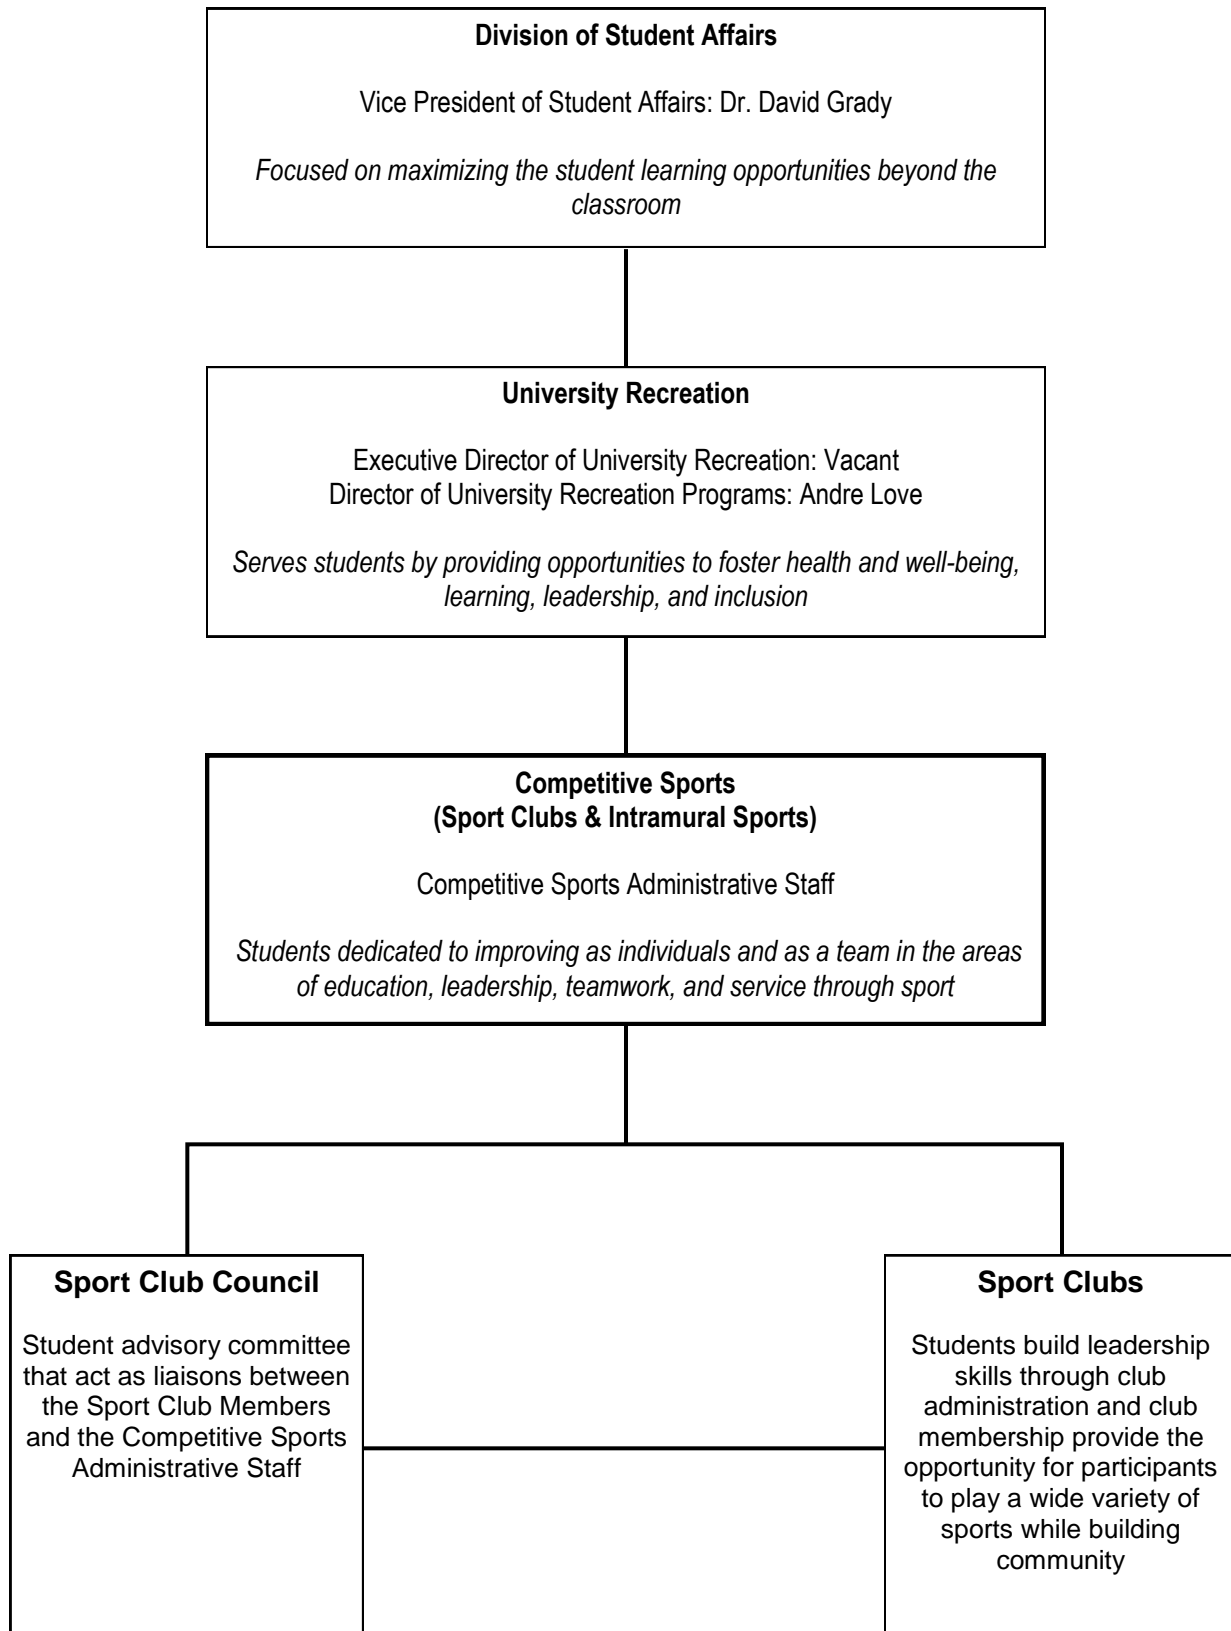 Division of Student Affairs
Vice President of Student Affairs: Dr. David Grady
Focused on maximizing the student learning opportunities beyond the
classroom
University Recreation
Executive Director of University Recreation: Vacant
Director of University Recreation Programs: Andre Love
Serves students by providing opportunities to foster health and well-being,
learning, leadership, and inclusion
Competitive Sports
(Sport Clubs & Intramural Sports)
Competitive Sports Administrative Staff
Students dedicated to improving as individuals and as a team in the areas
of education, leadership, teamwork, and service through sport
Sport Club Council
Student advisory committee
that act as liaisons between
the Sport Club Members
and the Competitive Sports
Administrative Staff
Sport Clubs
Students build leadership
skills through club
administration and club
membership provide the
opportunity for participants
to play a wide variety of
sports while building
community